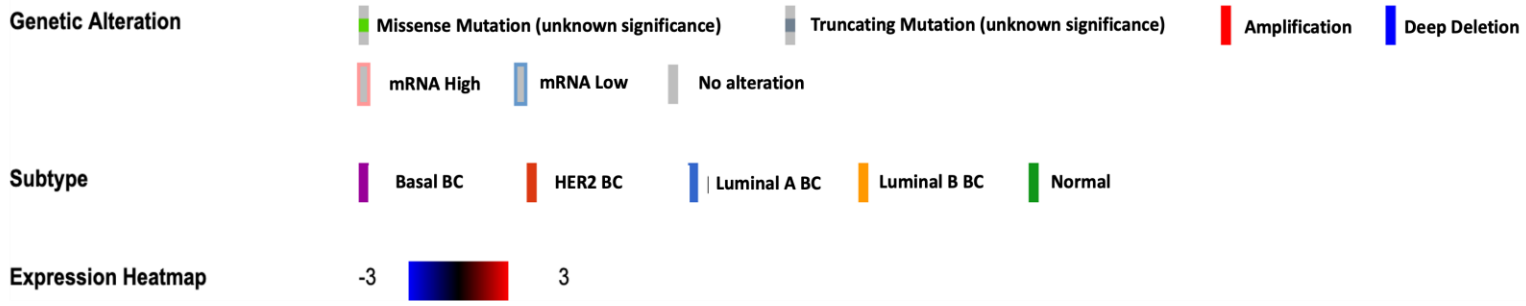 Genetic Alteration Missense Mutation (unknown significance) Truncating Mutation (unknown significance) Amplification Deep Deletion
mRNA High mRNA Low No alteration
Subtype Basal BC HER2 BC | Luminal A BC Luminal B BC Normal
Expression Heatmap -3 3